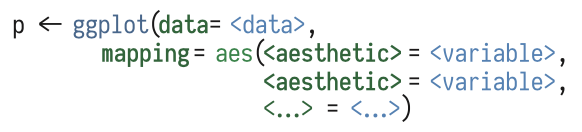 p ← ggplot(data= <data>,
mapping= aes(<aesthetic> = <variable>,
<aesthetic> = <variable>,
<...> = <...>)